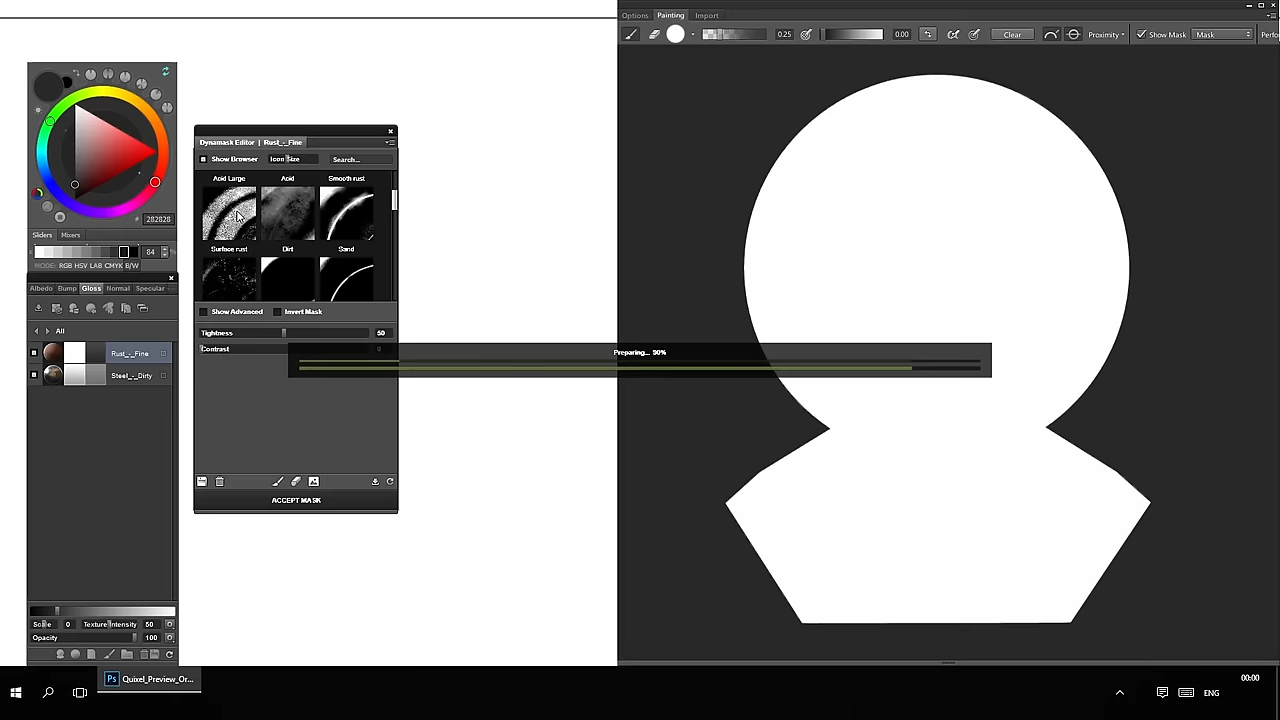 Options Painting Import
0.25 0.00 Clear Proximity Show Mask Mask Perfo
282828
Sliders Mixers
84
MODE: RGB HSV LAB CMYK B/W
Albedo Bump Gloss Normal Specular
All
Rust_-_Fine
Steel_-_Dirty
Scale 0 Texture Intensity 50
Opacity 100
Dynamask Editor | Rust_-_Fine
Show Browser Icon Size Search...
Acid Large Acid Smooth rust
Surface rust Dirt Sand
Show Advanced Invert Mask
Tightness 50
Contrast 0
Preparing... 90%
ACCEPT MASK
Ps Quixel_Preview_Or...
ENG
00:00